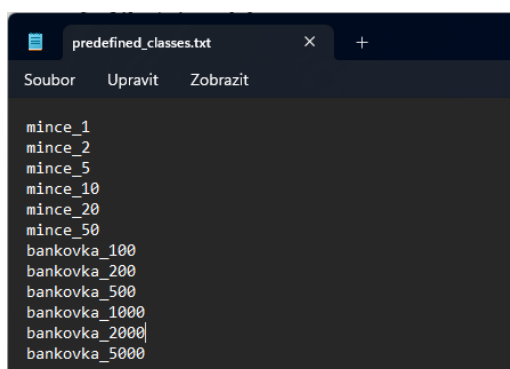 predefined_classes.txt
Soubor Upravit Zobrazit
mince_1
mince_2
mince_5
mince_10
mince_20
mince_50
bankovka_100
bankovka_200
bankovka_500
bankovka_1000
bankovka_2000
bankovka_5000